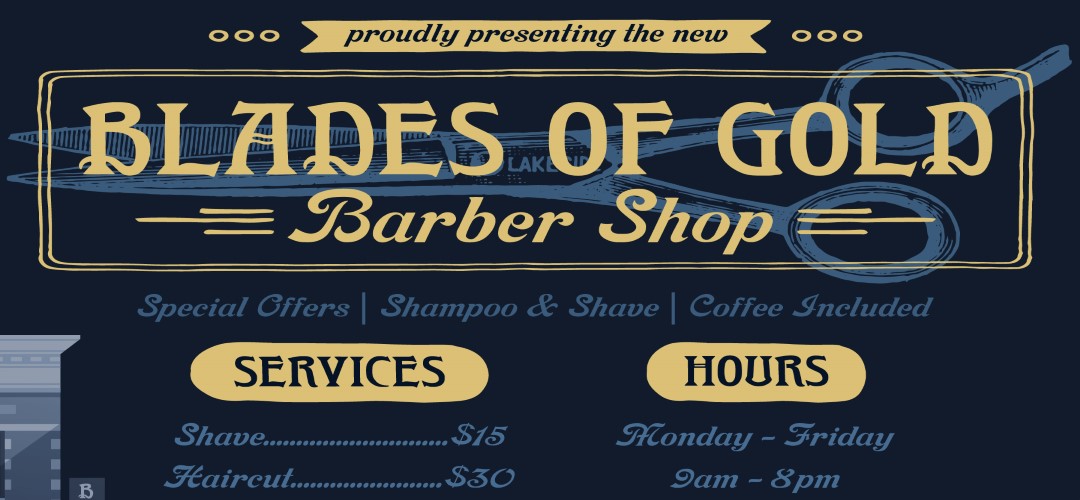 proudly presenting the new
BLADES OF GOLD
Barber Shop
Special Offers | Shampoo & Shave | Coffee Included
SERVICES
HOURS
Shave..............................$15
Monday - Friday
Haircut.........................$30
9am - 8pm
B